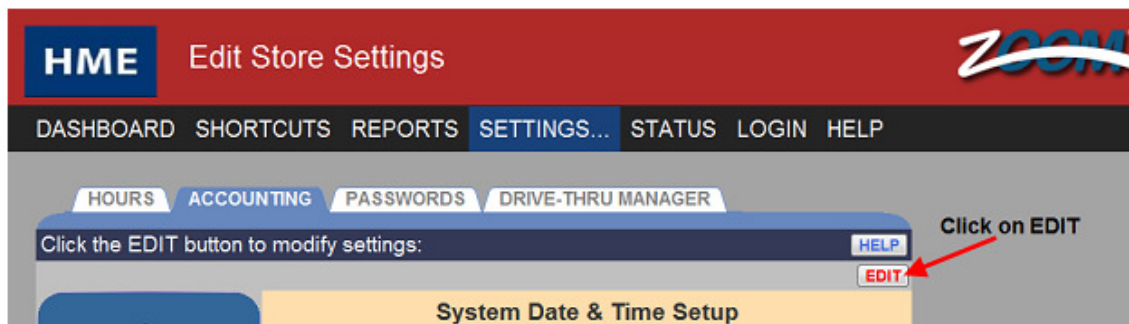 HME
Edit Store Settings
ZOOM
DASHBOARD SHORTCUTS REPORTS SETTINGS... STATUS LOGIN HELP
HOURS ACCOUNTING PASSWORDS DRIVE-THRU MANAGER
Click the EDIT button to modify settings:
HELP
Click on EDIT
EDIT
System Date & Time Setup